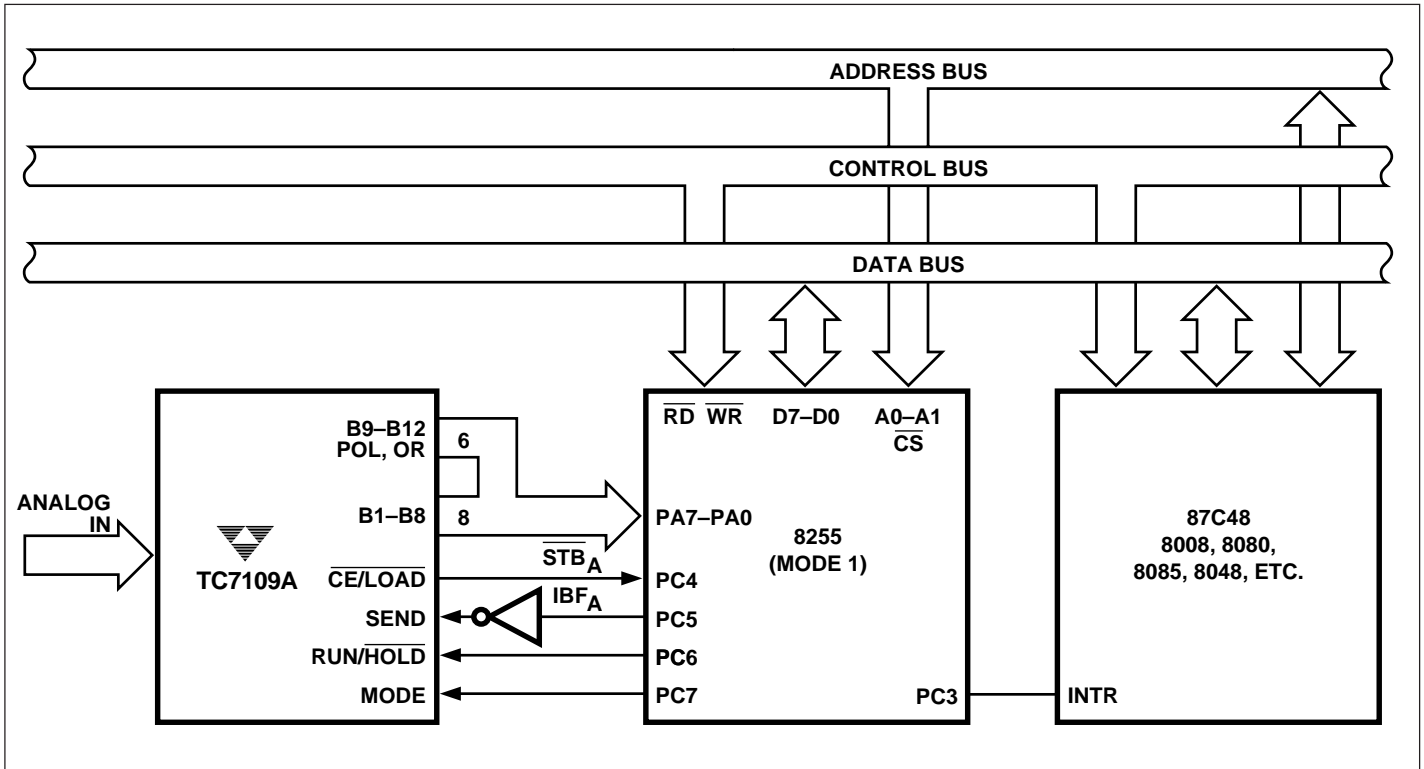 ADDRESS BUS
CONTROL BUS
DATA BUS
ANALOG
IN
B9–B12
POL, OR
6
B1–B8
8
TC7109A
CE/LOAD
SEND
RUN/HOLD
MODE
STBA
IBFA
RD WR
D7–D0
A0–A1
CS
PA7–PA0
8255
(MODE 1)
PC4
PC5
PC6
PC7
PC3
87C48
8008, 8080,
8085, 8048, ETC.
INTR